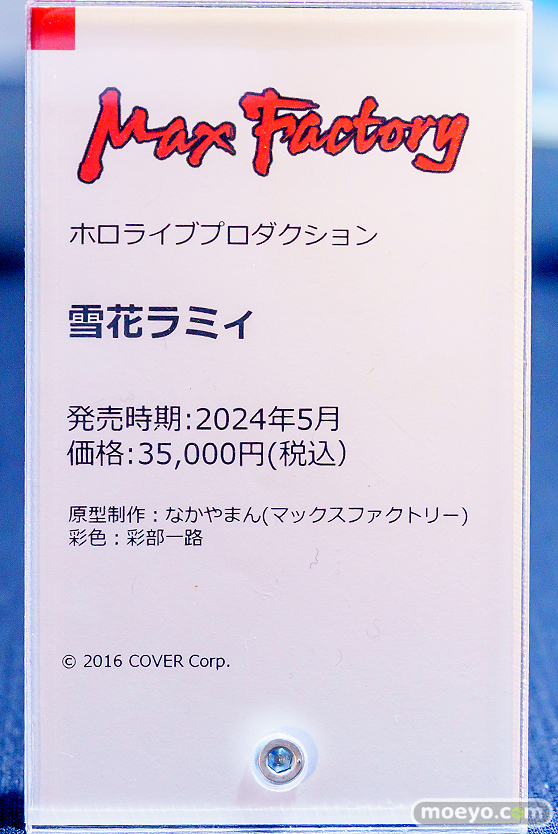 Max Factory
ホロライブプロダクション
雪花ラミィ
発売時期:2024年5月
価格:35,000円(税込)
原型制作：なかやまん(マックスファクトリー)
彩色：彩部一路
© 2016 COVER Corp.
moeyo.com